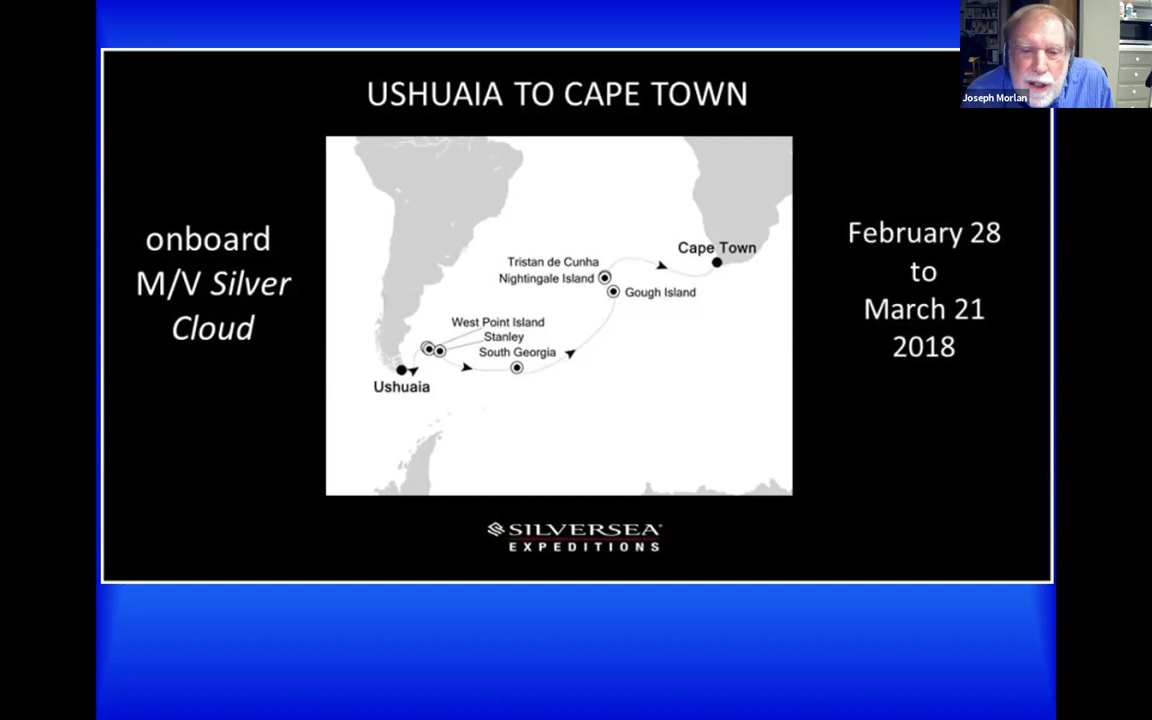 Joseph Morlan
USHUAIA TO CAPE TOWN
onboard
M/V Silver
Cloud
Cape Town
Tristan de Cunha
Nightingale Island
Gough Island
West Point Island
Stanley
South Georgia
Ushuaia
February 28
to
March 21
2018
SILVERSEA®
EXPEDITIONS